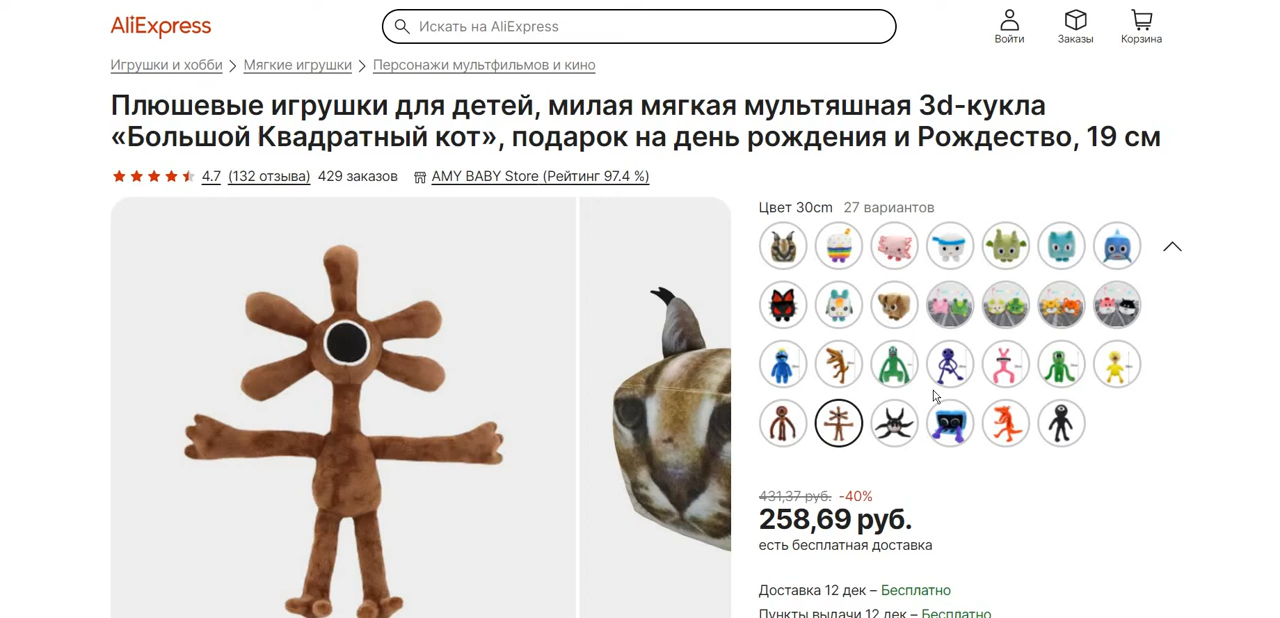 AliExpress
Искать на AliExpress
Войти
Заказы
Корзина
Игрушки и хобби > Мягкие игрушки > Персонажи мультфильмов и кино
Плюшевые игрушки для детей, милая мягкая мультяшная 3d-кукла
«Большой Квадратный кот», подарок на день рождения и Рождество, 19 см
4.7 (132 отзыва) 429 заказов AMY BABY Store (Рейтинг 97.4 %)
Цвет 30cm 27 вариантов
431,37 руб. -40%
258,69 руб.
есть бесплатная доставка
Доставка 12 дек – Бесплатно
Пункты выдачи 12 дек – Бесплатно